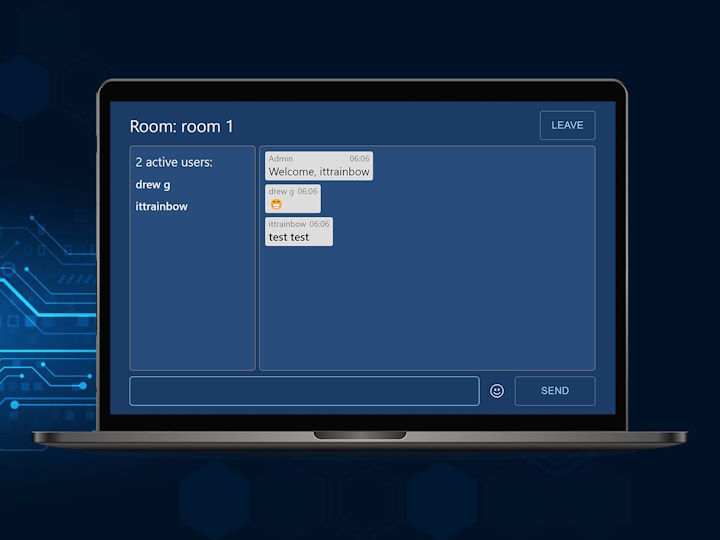 Room: room 1
LEAVE
2 active users:
drew g
ittrainbow
Admin 06:06
Welcome, ittrainbow
drew g 06:06
😁
ittrainbow 06:06
test test
SEND